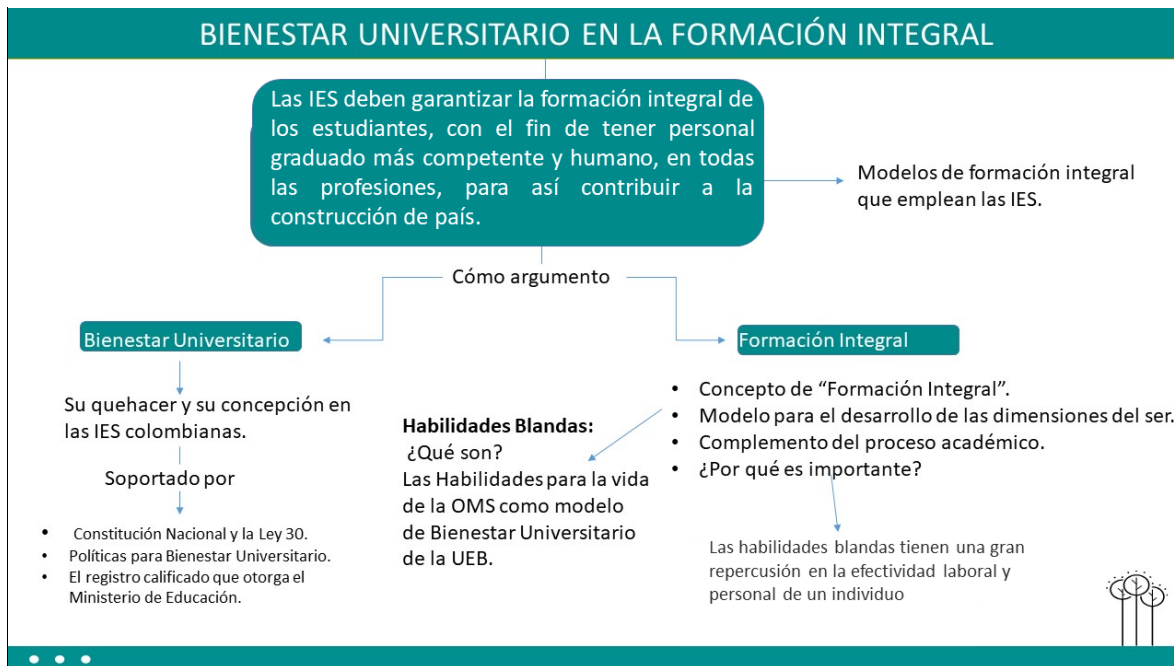 BIENESTAR UNIVERSITARIO EN LA FORMACIÓN INTEGRAL
Las IES deben garantizar la formación integral de
los estudiantes, con el fin de tener personal
graduado más competente y humano, en todas
las profesiones, para así contribuir a la
construcción de país.
Modelos de formación integral
que emplean las IES.
Cómo argumento
Bienestar Universitario
Su quehacer y su concepción en
las IES colombianas.
Soportado por
• Constitución Nacional y la Ley 30.
• Políticas para Bienestar Universitario.
• El registro calificado que otorga el
Ministerio de Educación.
Formación Integral
• Concepto de “Formación Integral”.
• Modelo para el desarrollo de las dimensiones del ser.
• Complemento del proceso académico.
• ¿Por qué es importante?
Habilidades Blandas:
¿Qué son?
Las Habilidades para la vida
de la OMS como modelo
de Bienestar Universitario
de la UEB.
Las habilidades blandas tienen una gran
repercusión en la efectividad laboral y
personal de un individuo